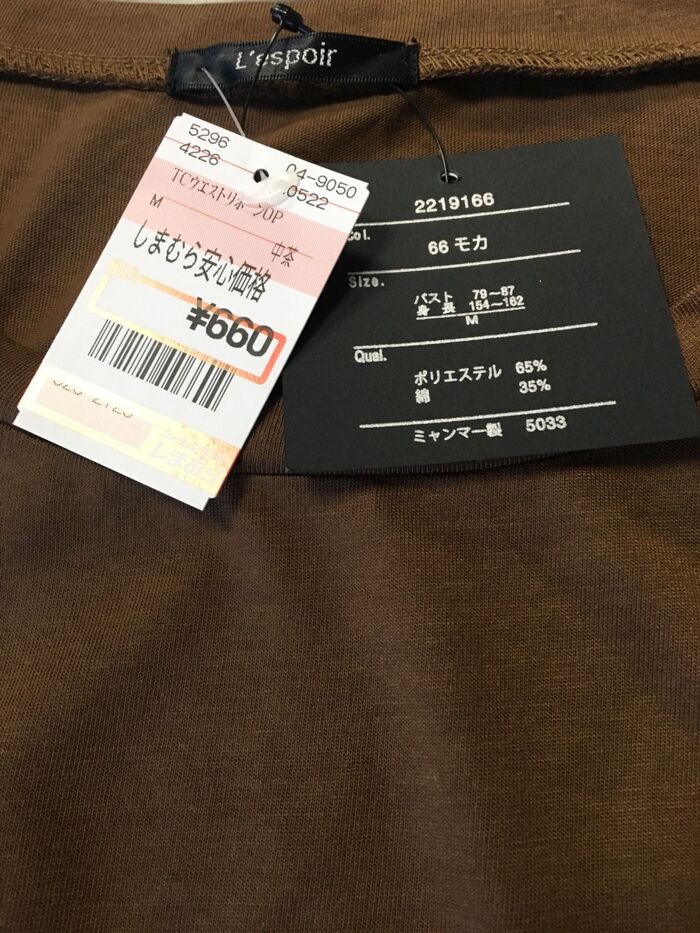 L'espoir
5296
4226
04-9050
.0522
TCウエストリボーンOP
M
中茶
しまむら安心価格
¥660
2219166
col.
66 モカ
Size.
バスト 79〜87
身長 154〜162
M
Qual.
ポリエステル 65%
綿 35%
ミャンマー製 5033